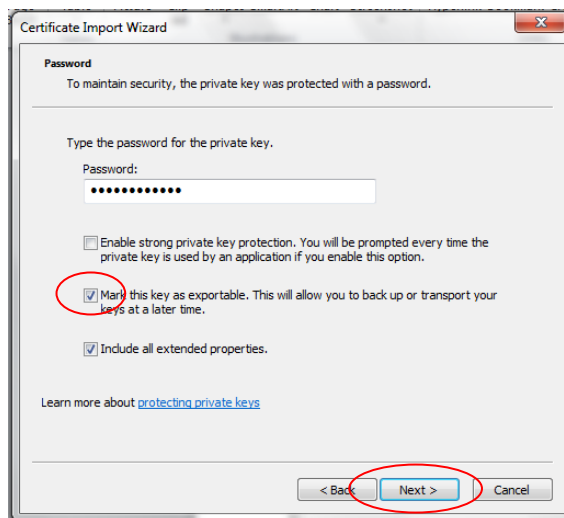 Certificate Import Wizard
Password
To maintain security, the private key was protected with a password.
Type the password for the private key.
Password:
••••••••••••
Enable strong private key protection. You will be prompted every time the
private key is used by an application if you enable this option.
Mark this key as exportable. This will allow you to back up or transport your
keys at a later time.
Include all extended properties.
Learn more about protecting private keys
< Back
Next >
Cancel